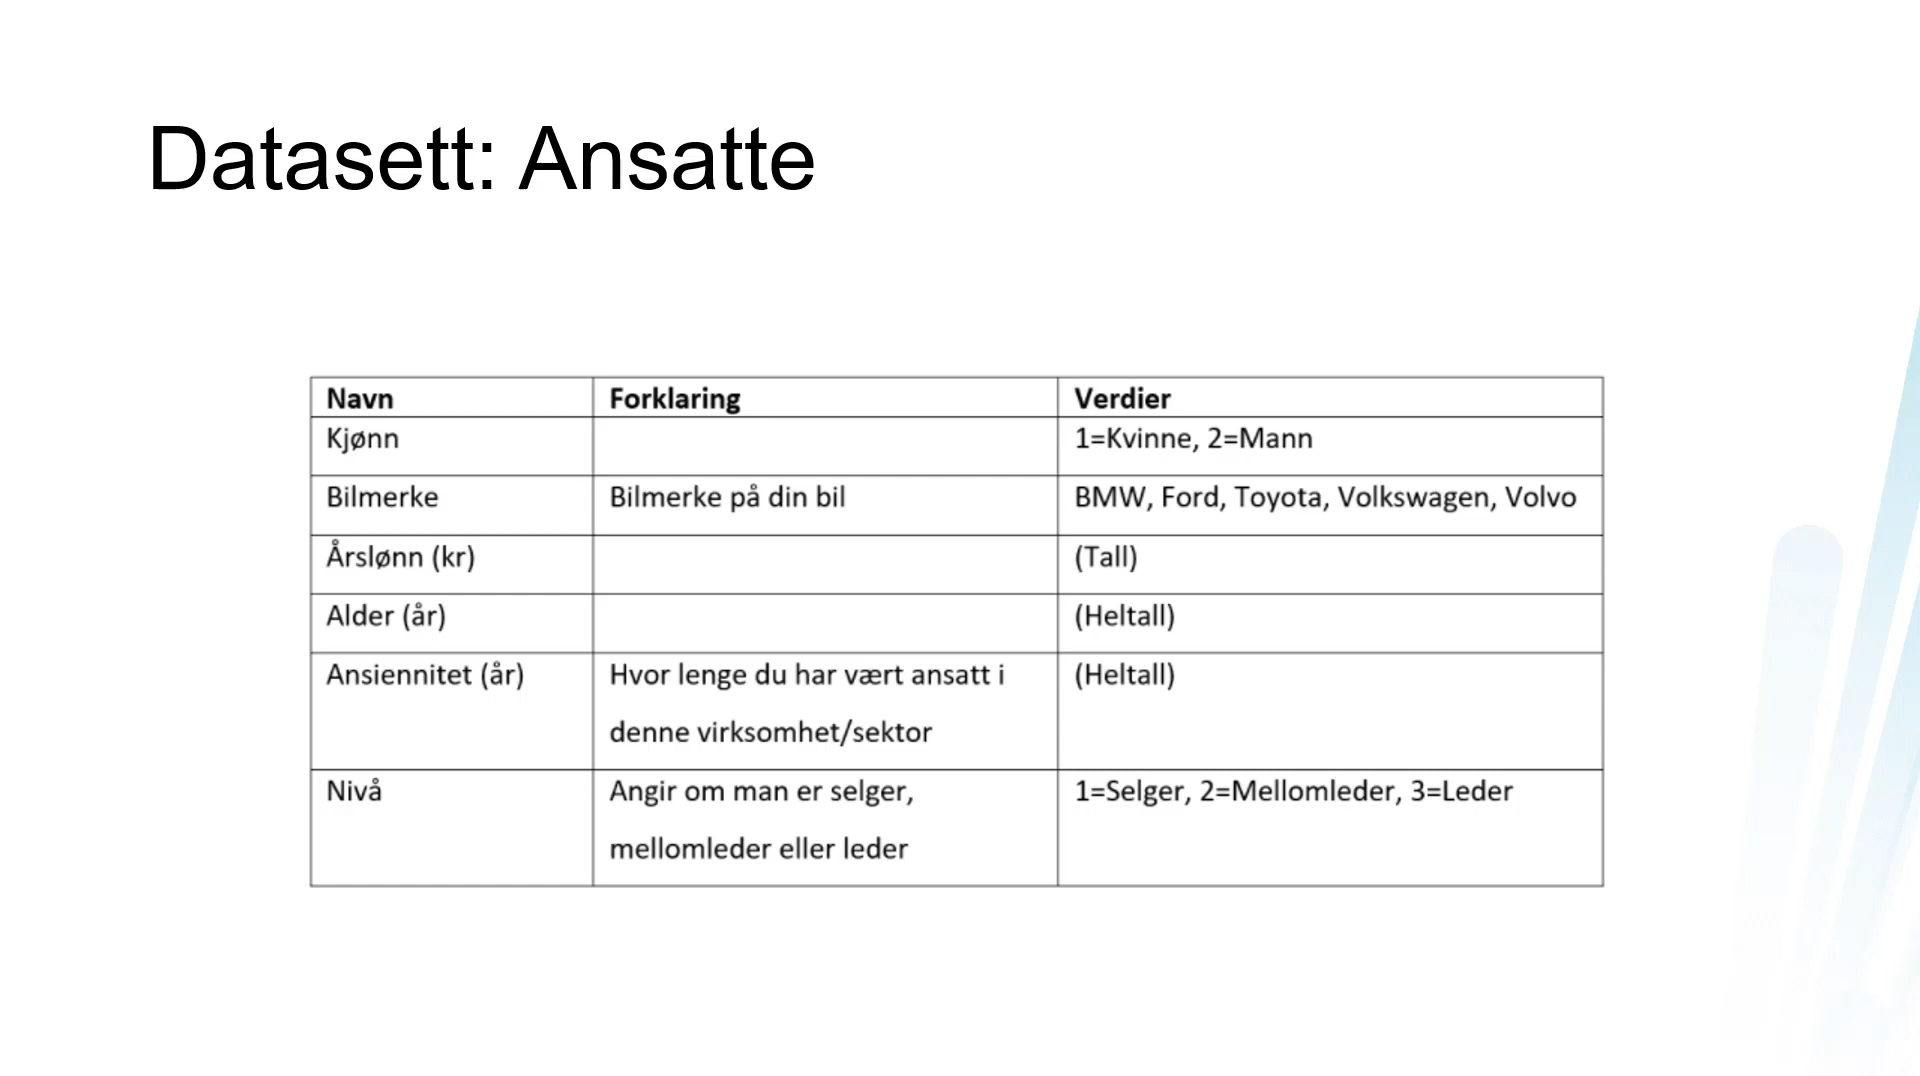 Datasett: Ansatte
Navn Forklaring Verdier
Kjønn 1=Kvinne, 2=Mann
Bilmerke Bilmerke på din bil BMW, Ford, Toyota, Volkswagen, Volvo
Årslønn (kr) (Tall)
Alder (år) (Heltall)
Ansiennitet (år) Hvor lenge du har vært ansatt i (Heltall)
denne virksomhet/sektor
Nivå Angir om man er selger, 1=Selger, 2=Mellomleder, 3=Leder
mellomleder eller leder